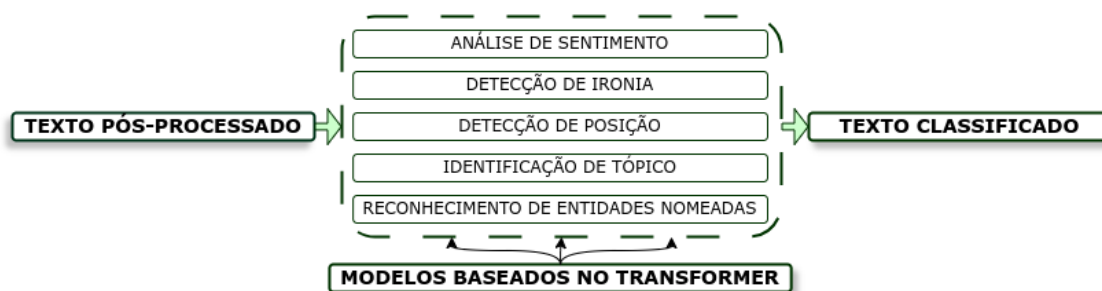 ANÁLISE DE SENTIMENTO
DETECÇÃO DE IRONIA
TEXTO PÓS-PROCESSADO
DETECÇÃO DE POSIÇÃO
TEXTO CLASSIFICADO
IDENTIFICAÇÃO DE TÓPICO
RECONHECIMENTO DE ENTIDADES NOMEADAS
MODELOS BASEADOS NO TRANSFORMER